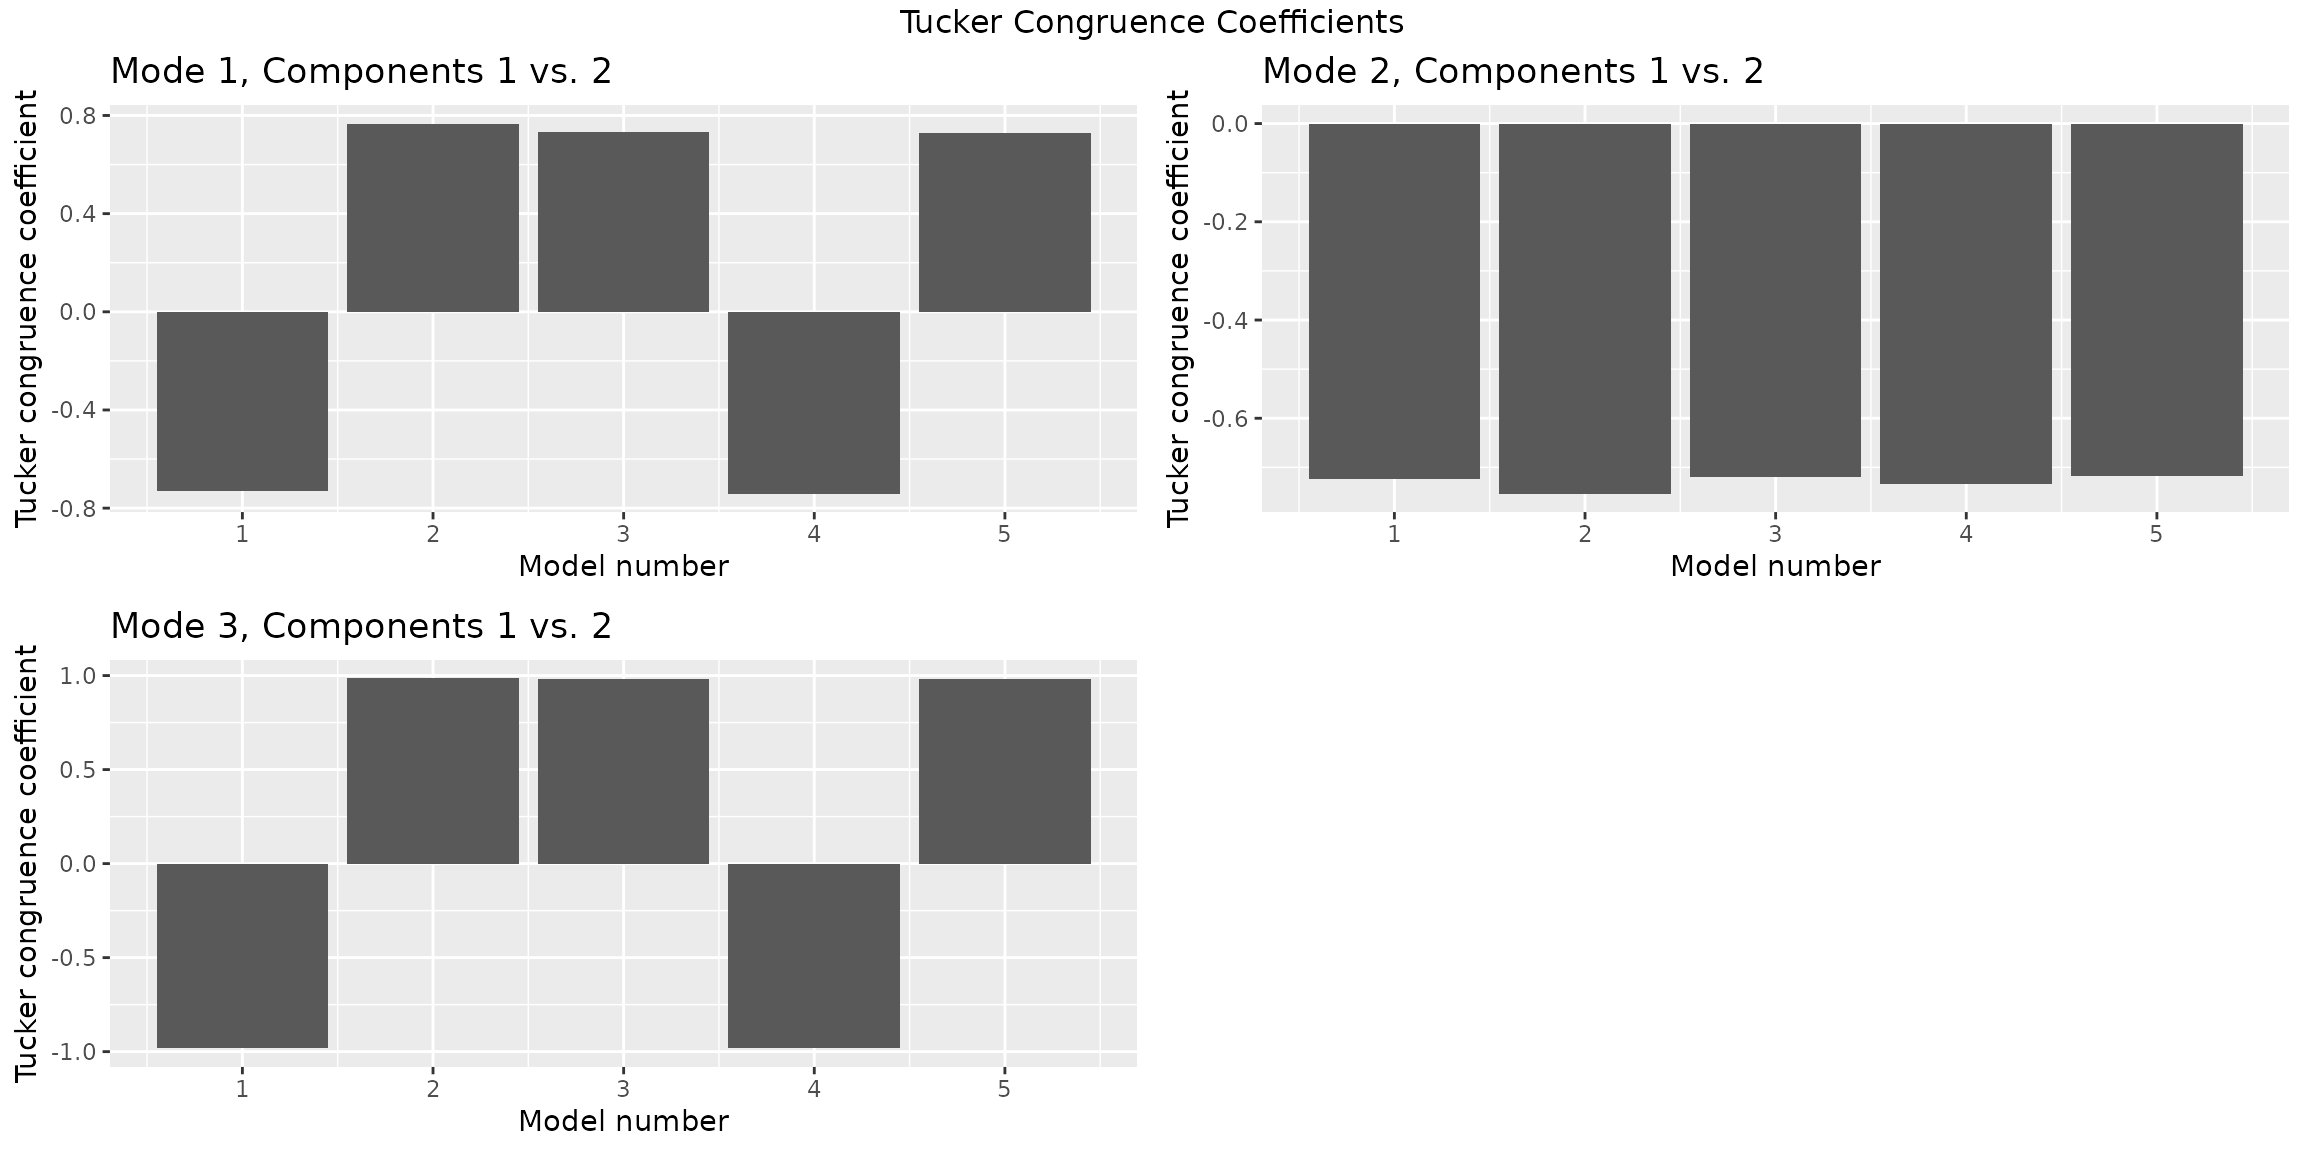 Tucker Congruence Coefficients
Mode 1, Components 1 vs. 2
Tucker congruence coefficient
0.8
0.4
0.0
-0.4
-0.8
1 2 3 4 5
Model number
Mode 2, Components 1 vs. 2
Tucker congruence coefficient
0.0
-0.2
-0.4
-0.6
1 2 3 4 5
Model number
Mode 3, Components 1 vs. 2
Tucker congruence coefficient
1.0
0.5
0.0
-0.5
-1.0
1 2 3 4 5
Model number